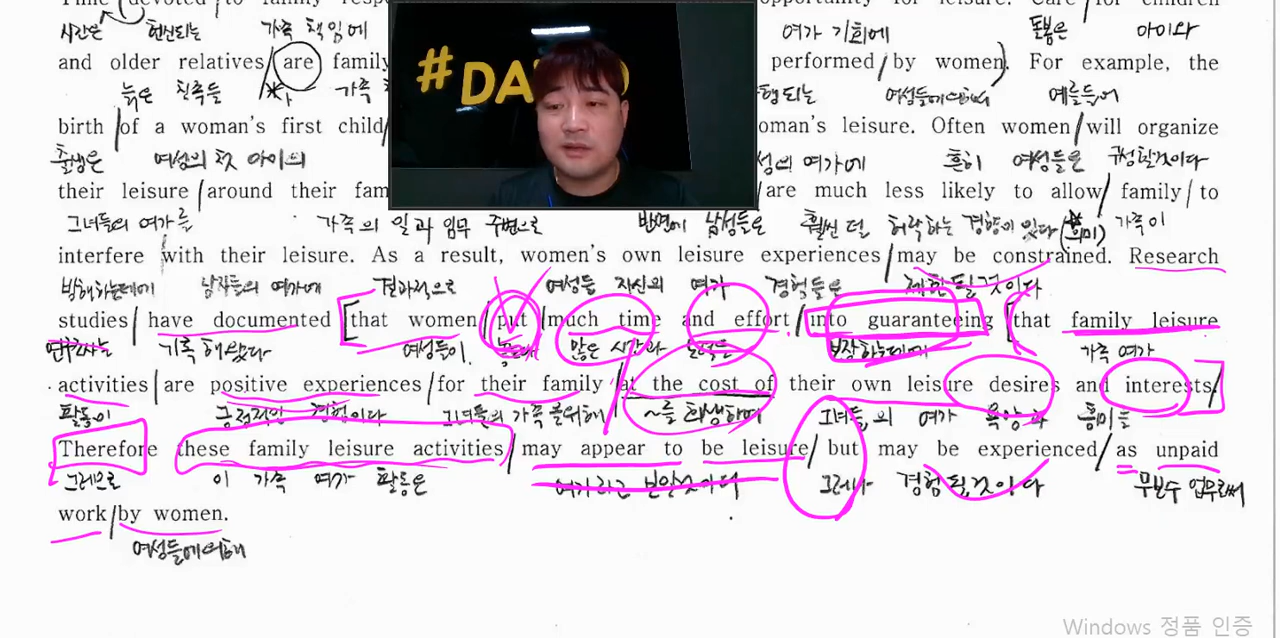 Time devoted to family opportunity for leisure. Care for children
시간은 헌신되는 가족 책임에 여가 기회에 돌봄은 아이와
and older relatives are family performed by women). For example, the
늙은 친족들 가족 여성들에 의해 예를들어
#DA
birth of a woman's first child oman's leisure. Often women will organize
출생은 여성의 첫 아이의 성의 여가에 흔히 여성들은 구성할것이다
their leisure around their fam are much less likely to allow family to
그녀들의 여가를 가족의 일과 임무 주변으로 반면에 남성들은 훨씬 덜 허락하는 경향이 있다 가족이
interfere with their leisure. As a result, women's own leisure experiences may be constrained. Research
방해하는데에 남자들의 여가에 결과적으로 여성들 자신의 여가 경험들은 제한될 것이다
studies have documented [that women put much time and effort into guaranteeing [that family leisure
연구조사는 기록해왔다 여성들이 많은 시간과 노력을 보장하는데에 가족 여가
activities are positive experiences for their family at the cost of their own leisure desires and interests.
활동이 긍정적인 경험이다 그녀들의 가족을위해 ~를 희생하여 그녀들의 여가 욕망과 흥미를
Therefore these family leisure activities may appear to be leisure but may be experienced as unpaid
그러므로 이 가족 여가 활동은 여가라고 보일것이다 그러나 경험될것이다 무보수 업무로써
work by women.
여성들에의해
Windows 정품 인증